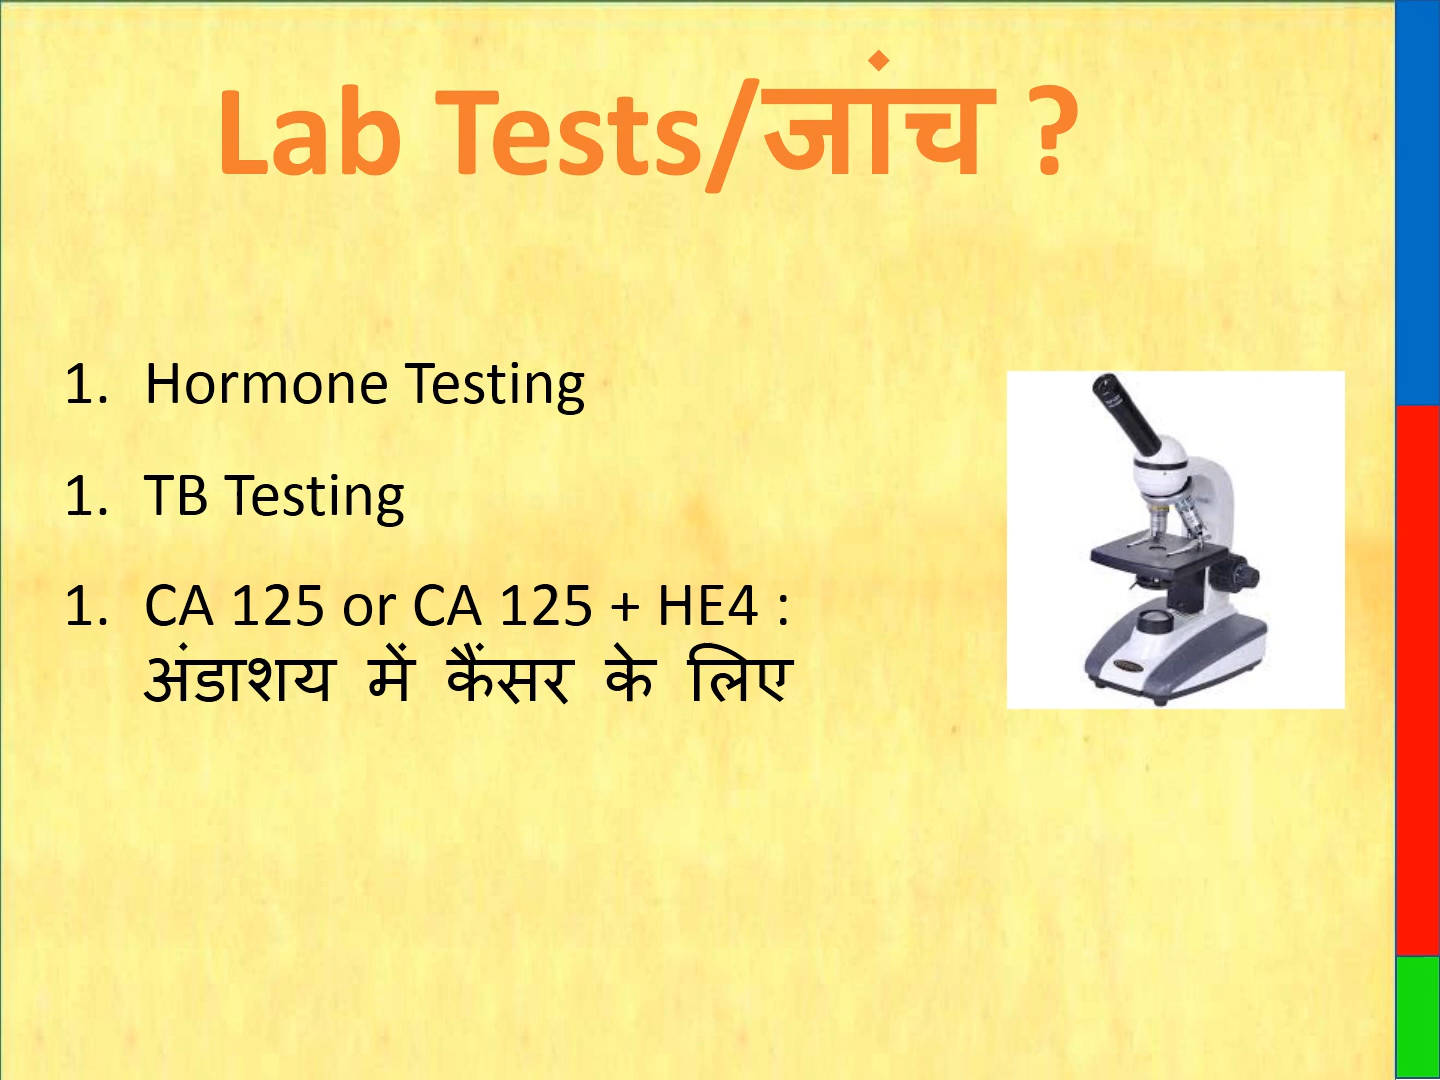 Lab Tests/जांच ?
1. Hormone Testing
1. TB Testing
1. CA 125 or CA 125 + HE4 :
अंडाशय में कैंसर के लिए